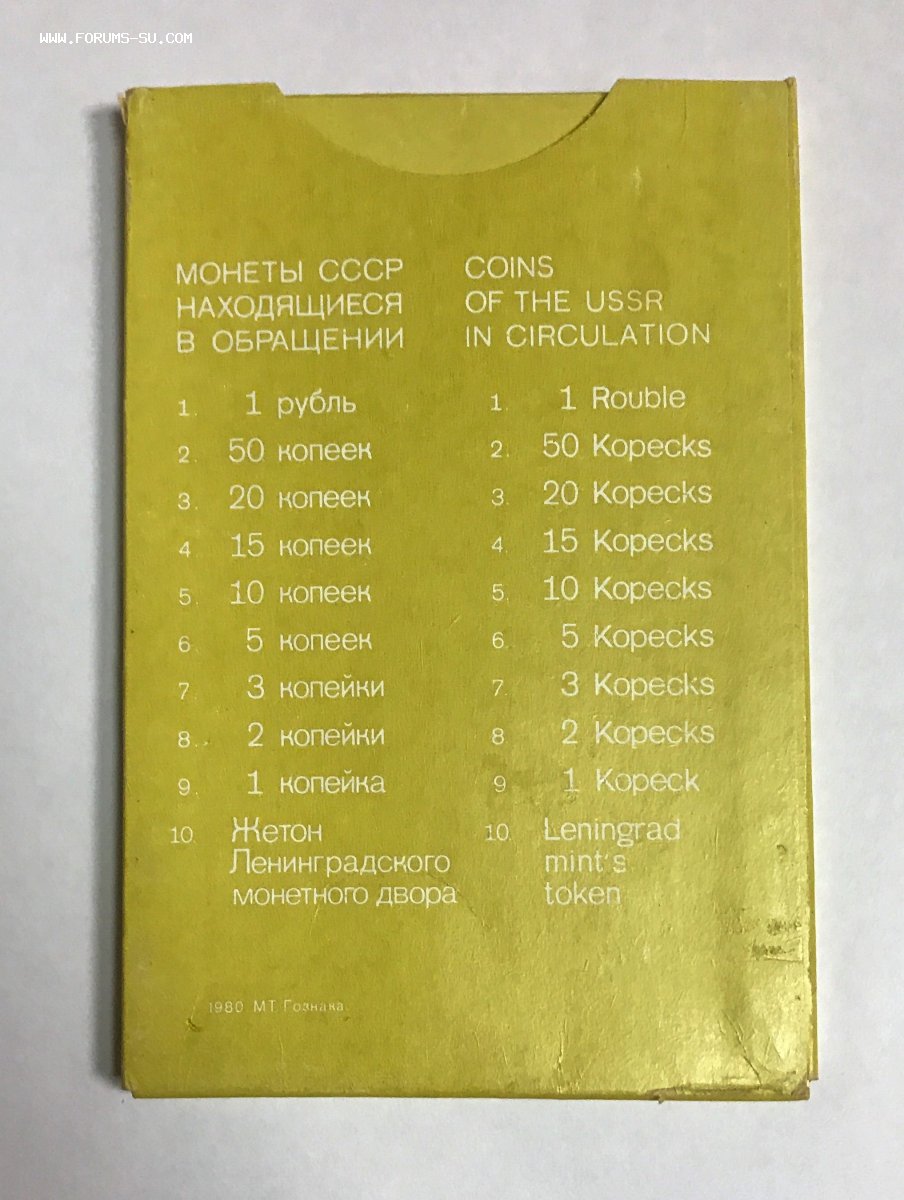 WWW.FORUMS-SU.COM
МОНЕТЫ СССР
НАХОДЯЩИЕСЯ
В ОБРАЩЕНИИ
1. 1 рубль
2. 50 копеек
3. 20 копеек
4. 15 копеек
5. 10 копеек
6. 5 копеек
7. 3 копейки
8. 2 копейки
9. 1 копейка
10. Жетон
Ленинградского
монетного двора
COINS
OF THE USSR
IN CIRCULATION
1. 1 Rouble
2. 50 Kopecks
3. 20 Kopecks
4. 15 Kopecks
5. 10 Kopecks
6. 5 Kopecks
7. 3 Kopecks
8 2 Kopecks
9 1 Kopeck
10. Leningrad
mint's
token
1980 МТ Гознака.